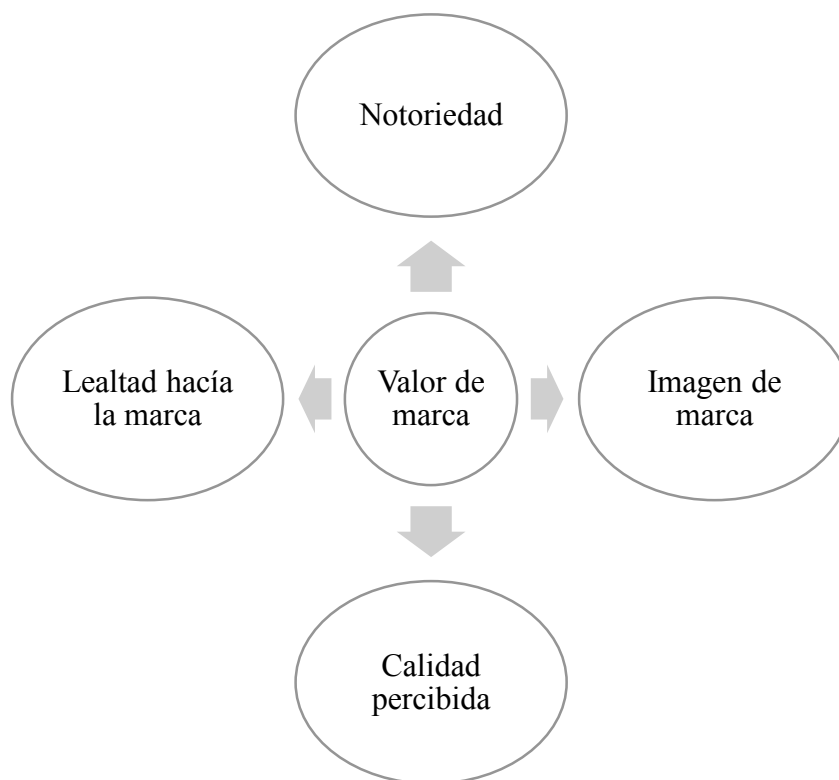 Notoriedad
Lealtad hacía
la marca
Valor de
marca
Imagen de
marca
Calidad
percibida